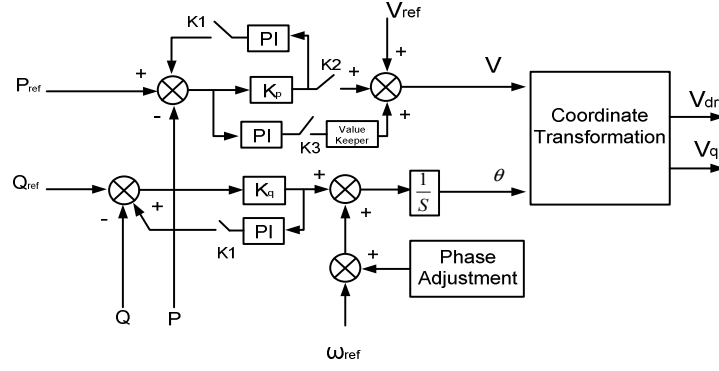 K1
PI
Vref
+
+
K2
+
V
Pref
Kp
+
-
PI
K3
Value
Keeper
+
Coordinate
Transformation
Vdr
Vq
Qref
-
+
Kq
+
+
1
S
θ
K1
PI
+
Phase
Adjustment
Q
P
ωref